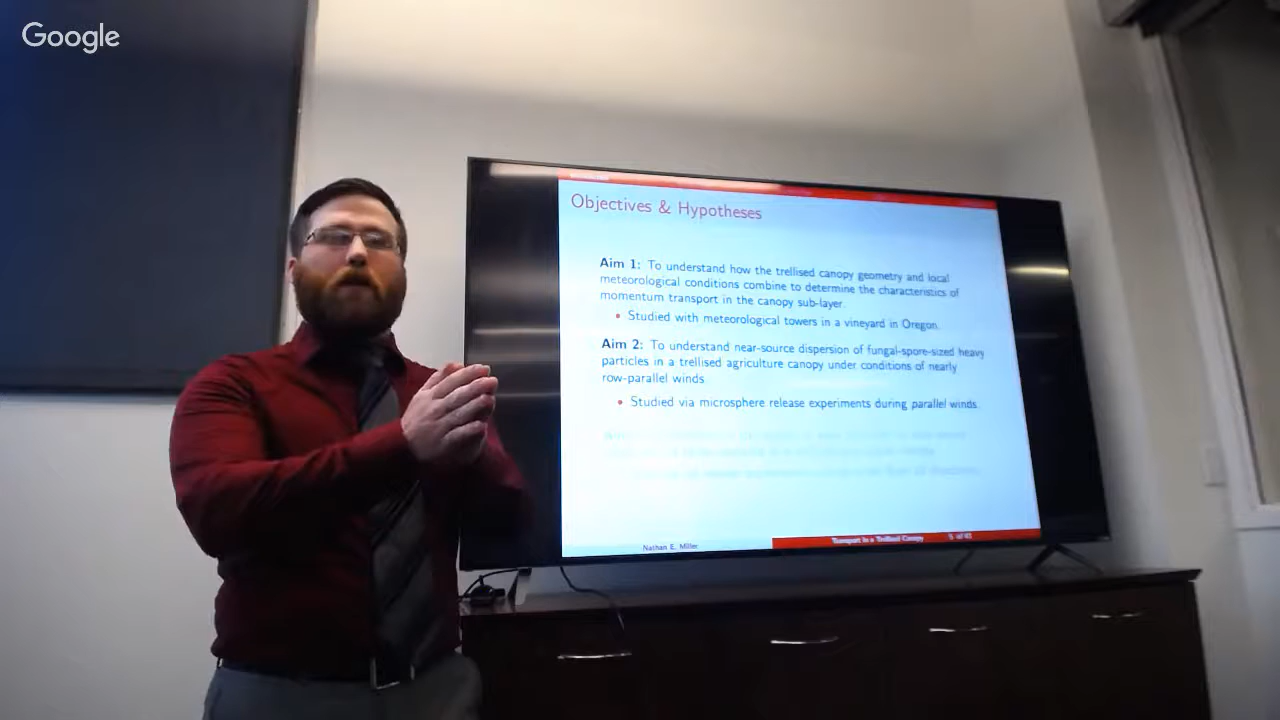 Google
Objectives & Hypotheses
Aim 1: To understand how the trellised canopy geometry and local
meteorological conditions combine to determine the characteristics of
momentum transport in the canopy sub-layer.
• Studied with meteorological towers in a vineyard in Oregon.
Aim 2: To understand near-source dispersion of fungal-spore-sized heavy
particles in a trellised agriculture canopy under conditions of nearly
row-parallel winds.
• Studied via microsphere release experiments during parallel winds.
Nathan E. Miller
Transport in a Trellised Canopy